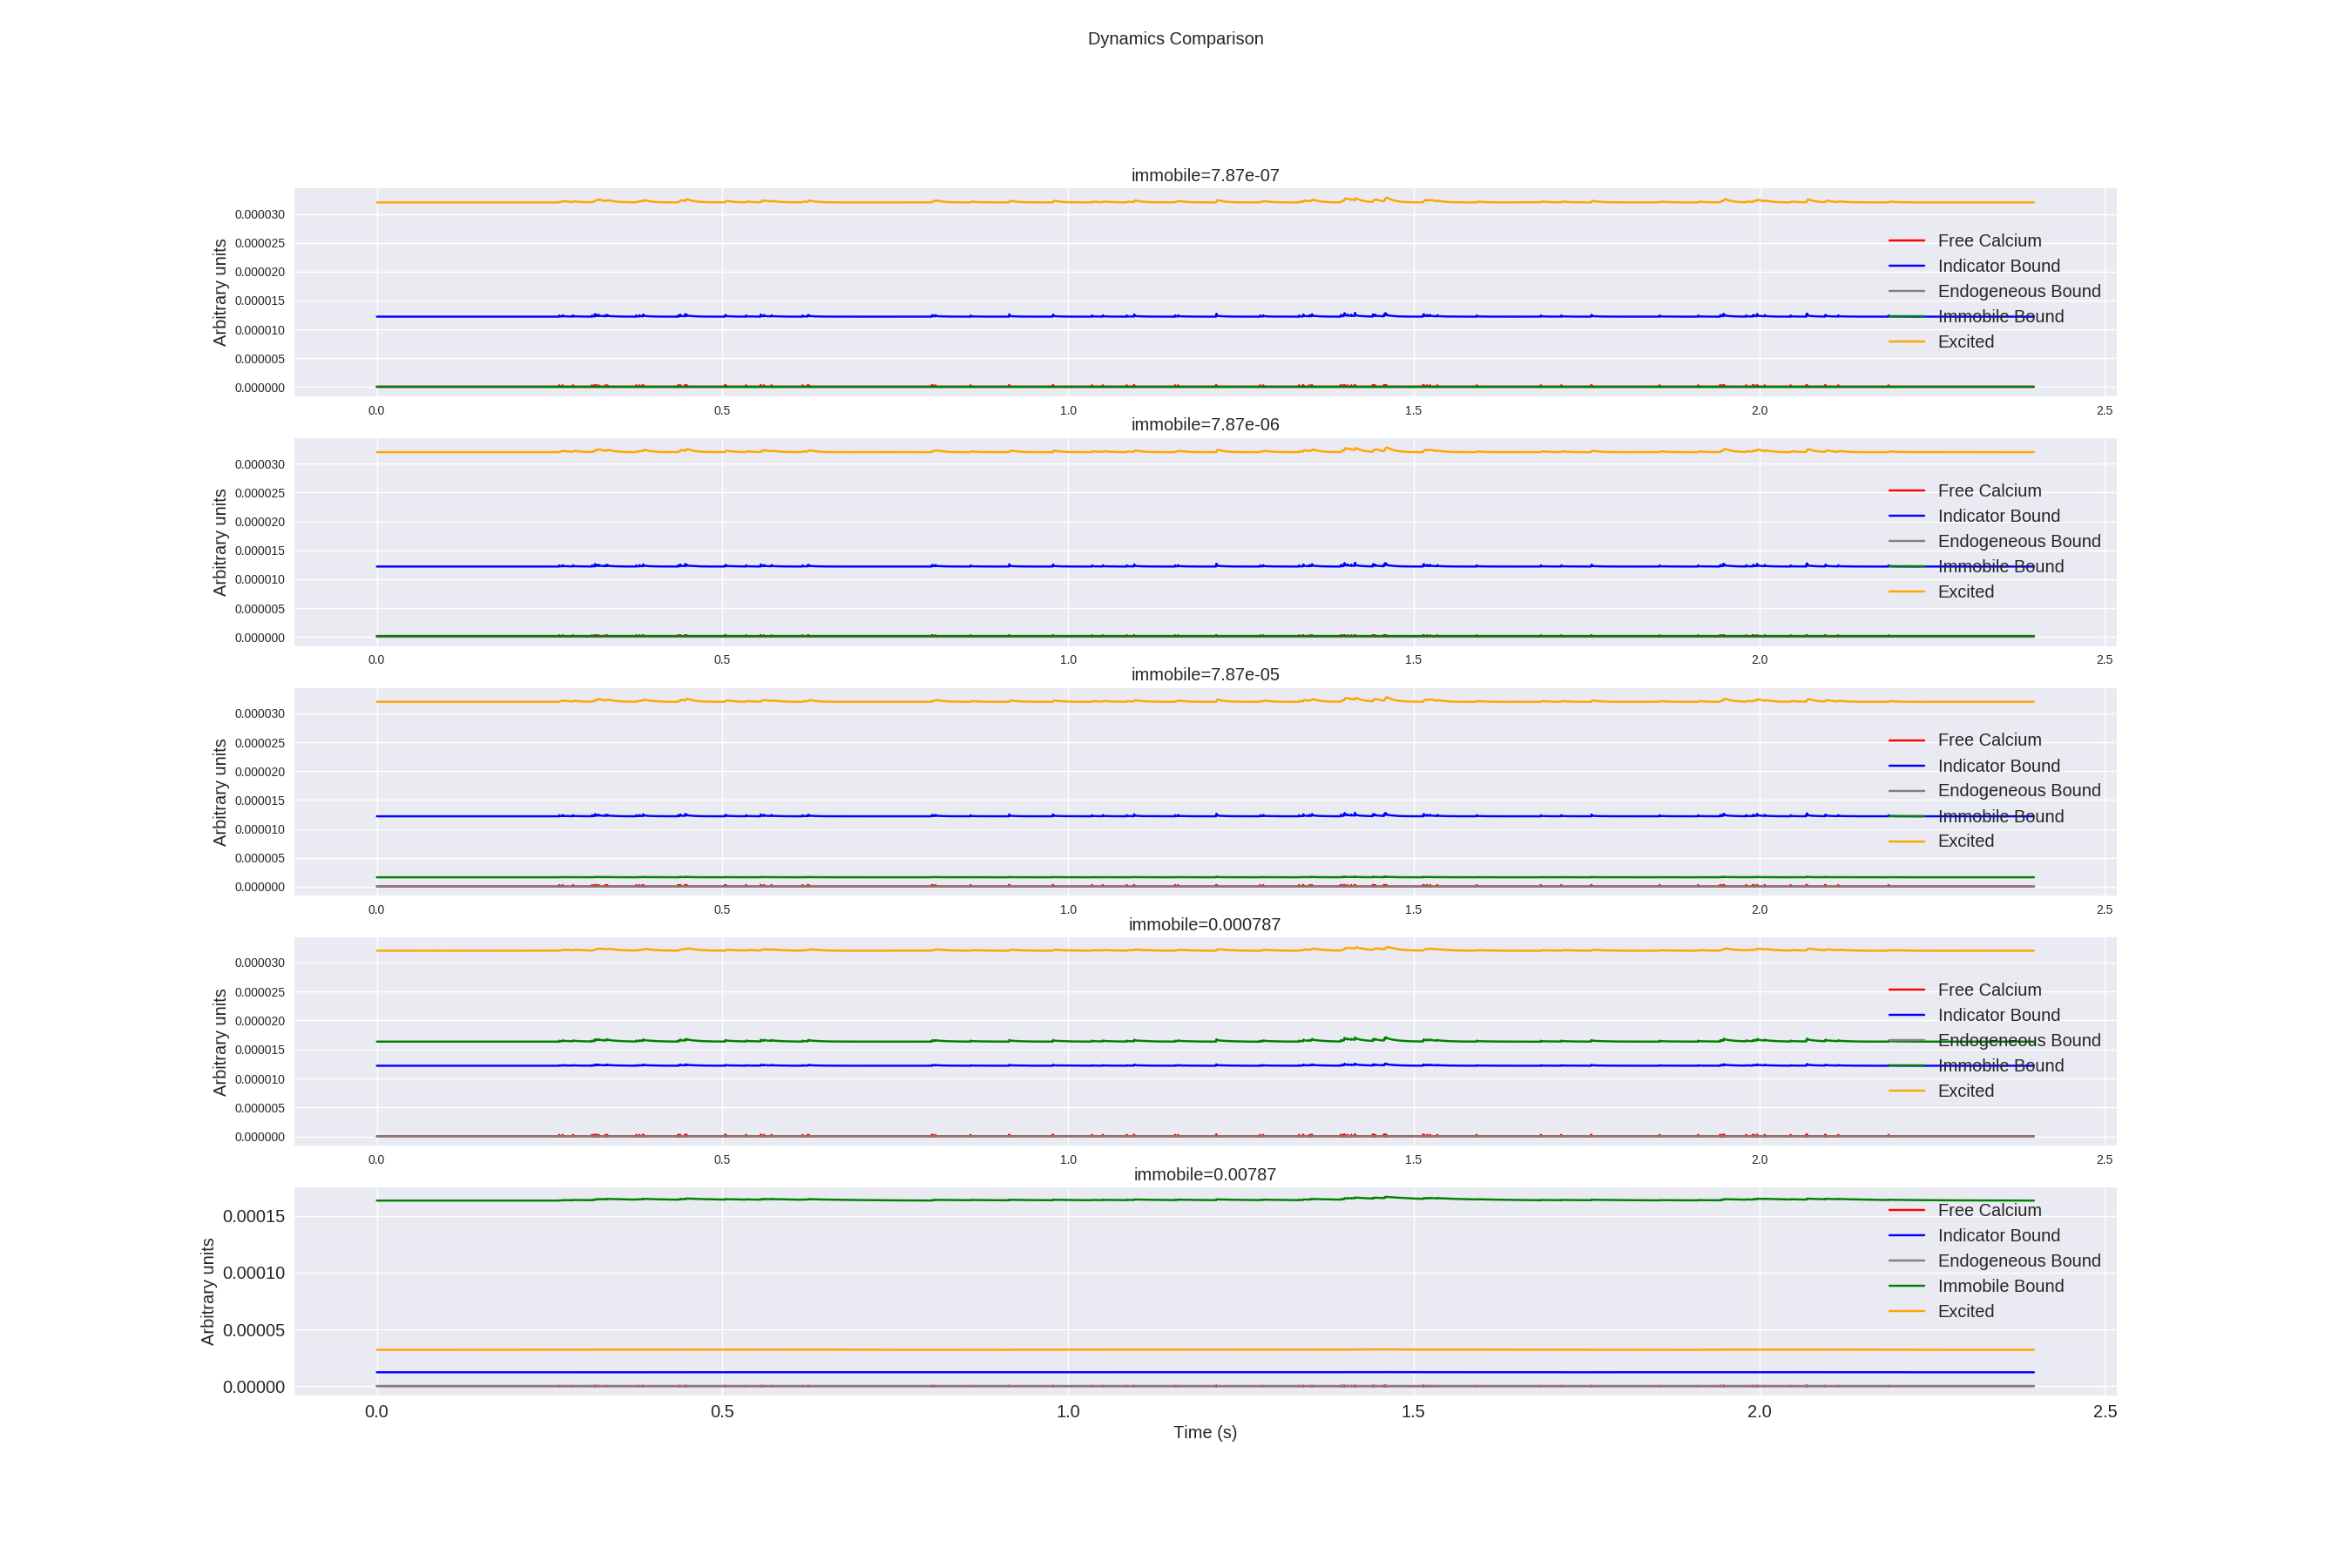 Dynamics Comparison
immobile=7.87e-07
Arbitrary units
0.000030
0.000025
0.000020
0.000015
0.000010
0.000005
0.000000
Free Calcium
Indicator Bound
Endogeneous Bound
Immobile Bound
Excited
0.0 0.5 1.0 1.5 2.0 2.5
immobile=7.87e-06
Arbitrary units
0.000030
0.000025
0.000020
0.000015
0.000010
0.000005
0.000000
Free Calcium
Indicator Bound
Endogeneous Bound
Immobile Bound
Excited
0.0 0.5 1.0 1.5 2.0 2.5
immobile=7.87e-05
Arbitrary units
0.000030
0.000025
0.000020
0.000015
0.000010
0.000005
0.000000
Free Calcium
Indicator Bound
Endogeneous Bound
Immobile Bound
Excited
0.0 0.5 1.0 1.5 2.0 2.5
immobile=0.000787
Arbitrary units
0.000030
0.000025
0.000020
0.000015
0.000010
0.000005
0.000000
Free Calcium
Indicator Bound
Endogeneous Bound
Immobile Bound
Excited
0.0 0.5 1.0 1.5 2.0 2.5
immobile=0.00787
Arbitrary units
0.00015
0.00010
0.00005
0.00000
Free Calcium
Indicator Bound
Endogeneous Bound
Immobile Bound
Excited
0.0 0.5 1.0 1.5 2.0 2.5
Time (s)